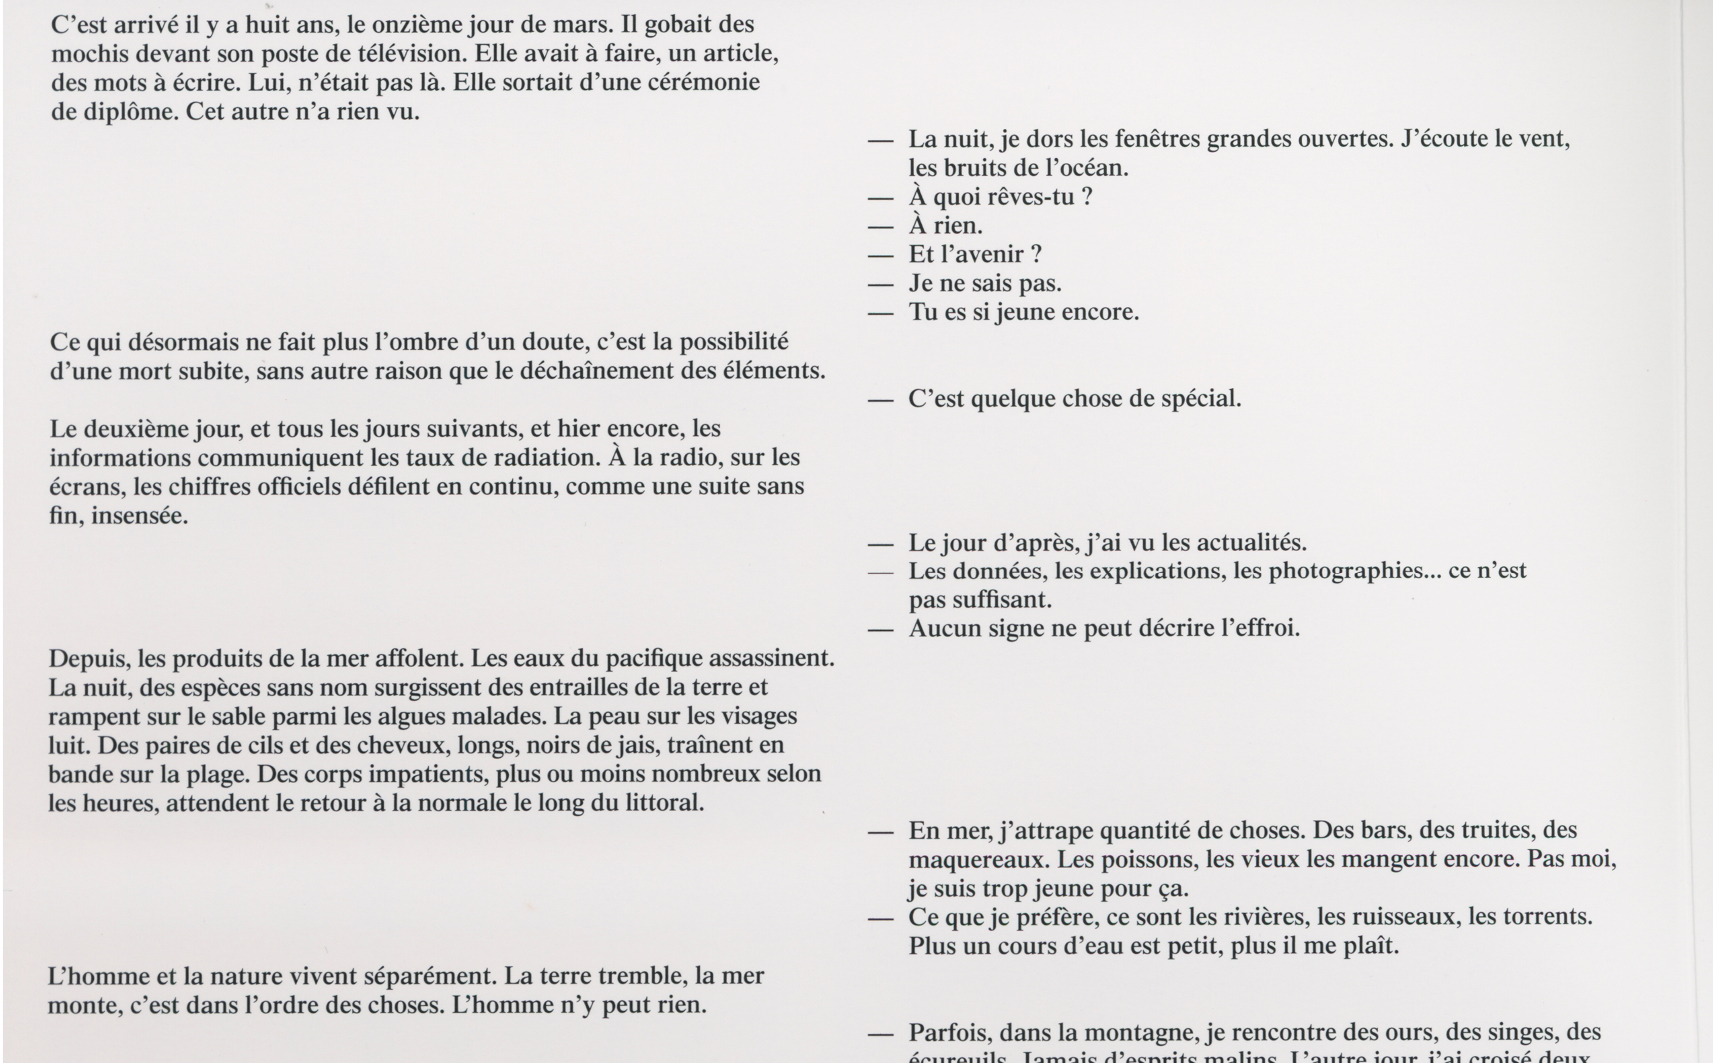 C’est arrivé il y a huit ans, le onzième jour de mars. Il gobait des
mochis devant son poste de télévision. Elle avait à faire, un article,
des mots à écrire. Lui, n’était pas là. Elle sortait d’une cérémonie
de diplôme. Cet autre n’a rien vu.
— La nuit, je dors les fenêtres grandes ouvertes. J’écoute le vent,
les bruits de l’océan.
— À quoi rêves-tu ?
— À rien.
— Et l’avenir ?
— Je ne sais pas.
— Tu es si jeune encore.
Ce qui désormais ne fait plus l’ombre d’un doute, c’est la possibilité
d’une mort subite, sans autre raison que le déchaînement des éléments.
— C’est quelque chose de spécial.
Le deuxième jour, et tous les jours suivants, et hier encore, les
informations communiquent les taux de radiation. À la radio, sur les
écrans, les chiffres officiels défilent en continu, comme une suite sans
fin, insensée.
— Le jour d’après, j’ai vu les actualités.
— Les données, les explications, les photographies... ce n’est
pas suffisant.
— Aucun signe ne peut décrire l’effroi.
Depuis, les produits de la mer affolent. Les eaux du pacifique assassinent.
La nuit, des espèces sans nom surgissent des entrailles de la terre et
rampent sur le sable parmi les algues malades. La peau sur les visages
luit. Des paires de cils et des cheveux, longs, noirs de jais, traînent en
bande sur la plage. Des corps impatients, plus ou moins nombreux selon
les heures, attendent le retour à la normale le long du littoral.
— En mer, j’attrape quantité de choses. Des bars, des truites, des
maquereaux. Les poissons, les vieux les mangent encore. Pas moi,
je suis trop jeune pour ça.
— Ce que je préfère, ce sont les rivières, les ruisseaux, les torrents.
Plus un cours d’eau est petit, plus il me plaît.
L’homme et la nature vivent séparément. La terre tremble, la mer
monte, c’est dans l’ordre des choses. L’homme n’y peut rien.
— Parfois, dans la montagne, je rencontre des ours, des singes, des
écureuils. Jamais d’esprits malins. L’autre jour, j’ai croisé deux